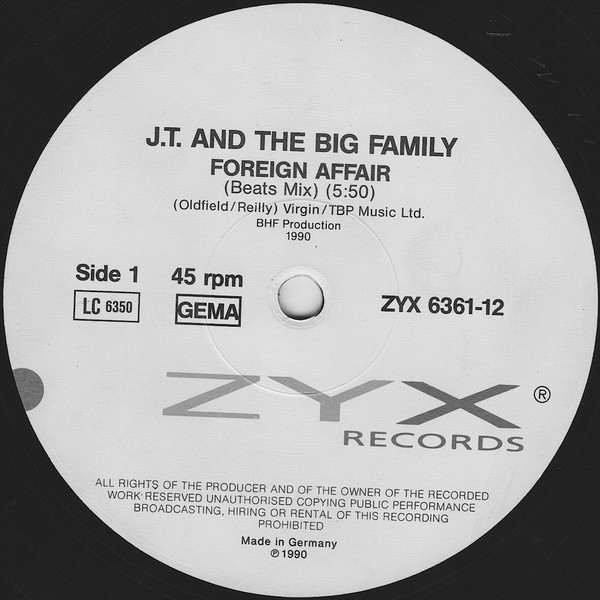 J.T. AND THE BIG FAMILY
FOREIGN AFFAIR
(Beats Mix) (5:50)
(Oldfield/Reilly) Virgin/TBP Music Ltd.
BHF Production
1990
Side 1 45 rpm
LC 6350 GEMA ZYX 6361-12
ZYX ®
RECORDS
ALL RIGHTS OF THE PRODUCER AND OF THE OWNER OF THE RECORDED
WORK RESERVED UNAUTHORISED COPYING PUBLIC PERFORMANCE
BROADCASTING, HIRING OR RENTAL OF THIS RECORDING
PROHIBITED
Made in Germany
℗ 1990